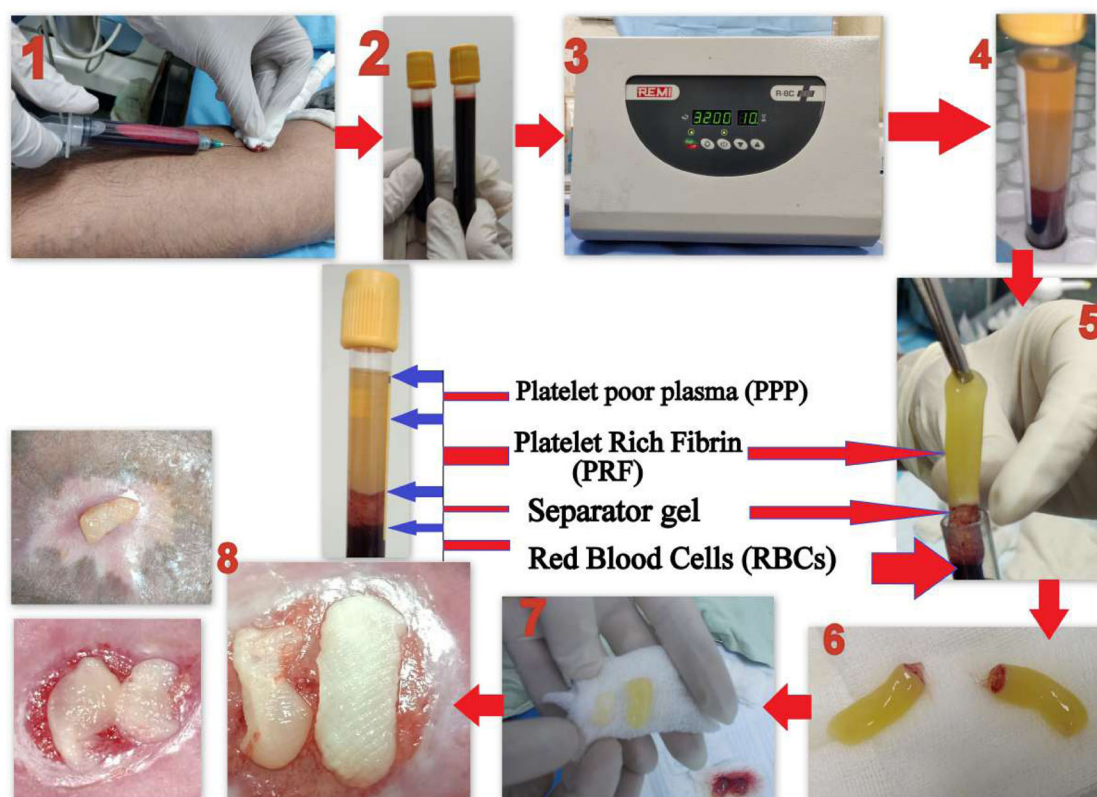 1
2
3
4
REMI
R-8C
3200 10
5
Platelet poor plasma (PPP)
Platelet Rich Fibrin
(PRF)
Separator gel
Red Blood Cells (RBCs)
8
7
6